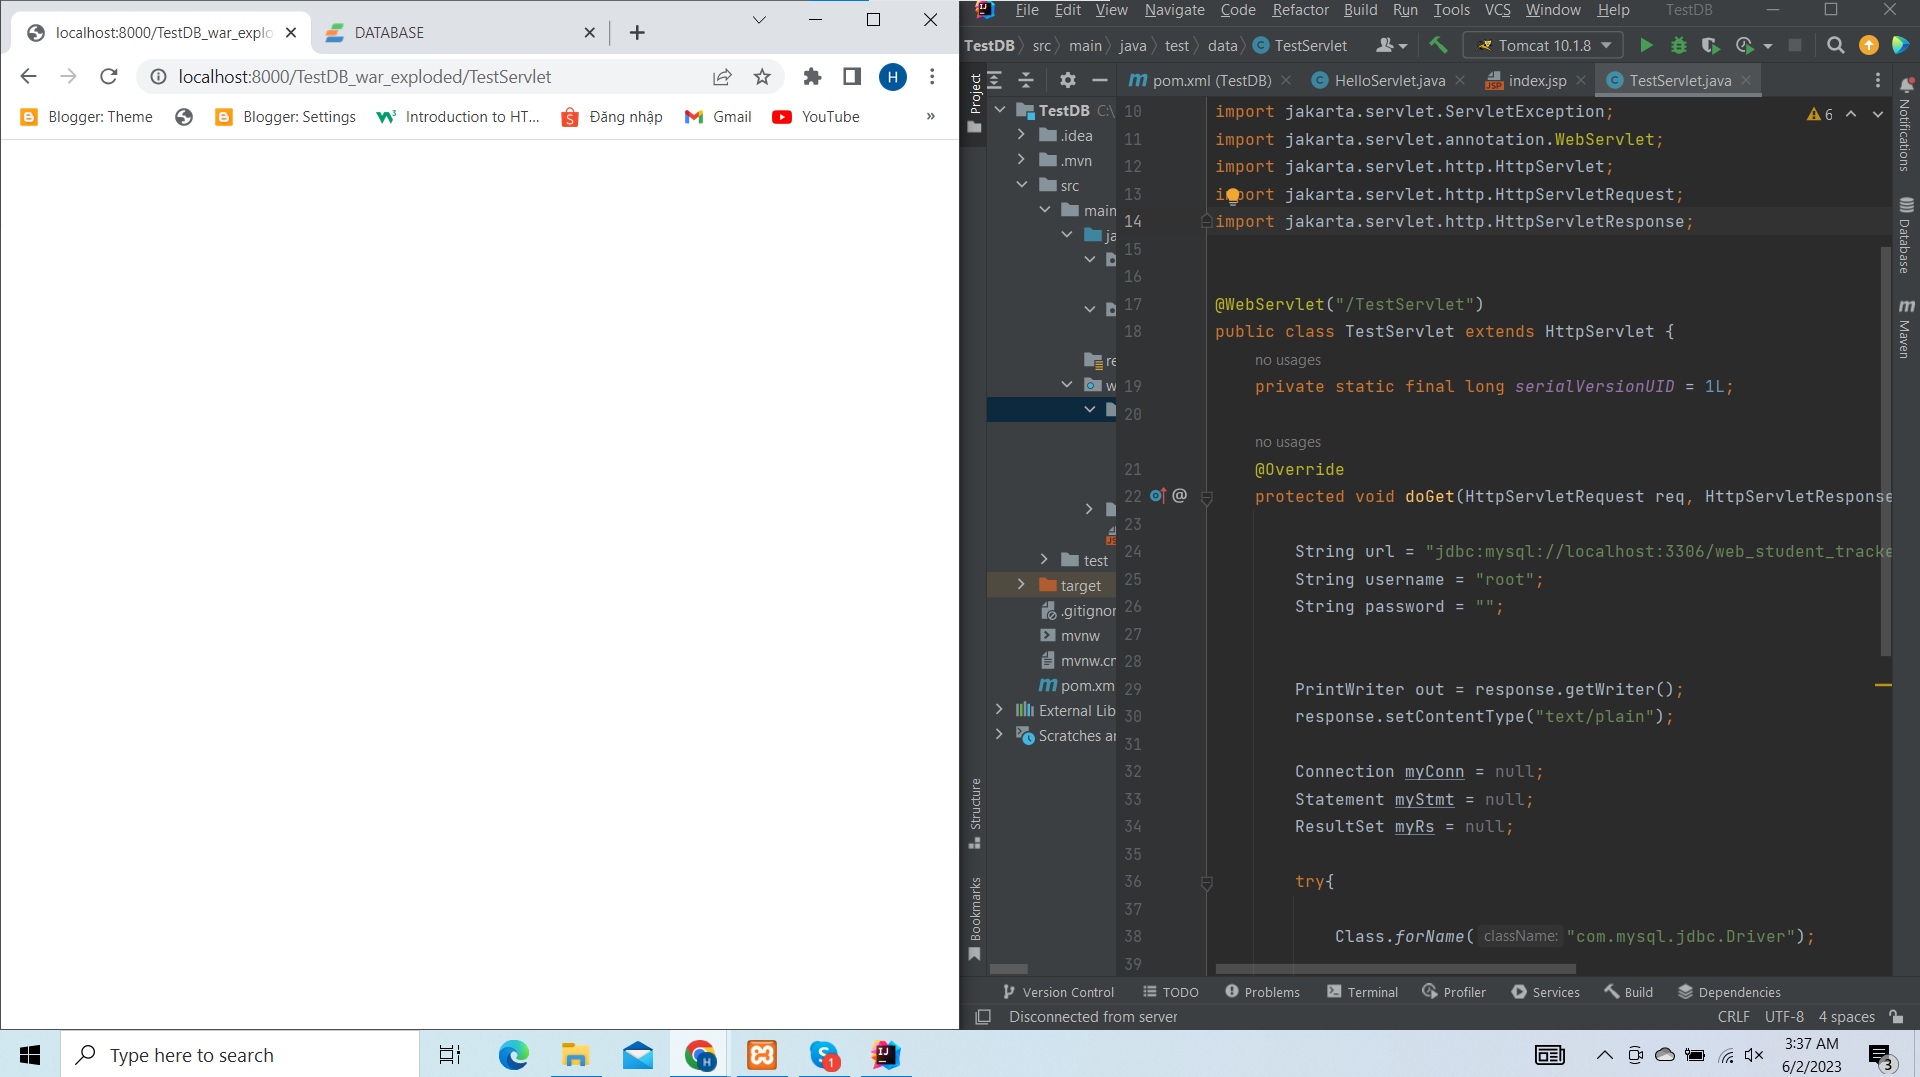 localhost:8000/TestDB_war_explo
DATABASE
localhost:8000/TestDB_war_exploded/TestServlet
H
Blogger: Theme
Blogger: Settings
Introduction to HT...
Đăng nhập
Gmail
YouTube
»
File Edit View Navigate Code Refactor Build Run Tools VCS Window Help TestDB
TestDB src main java test data TestServlet
Tomcat 10.1.8
Project
pom.xml (TestDB)
HelloServlet.java
index.jsp
TestServlet.java
TestDB C:\
.idea
.mvn
src
main
ja
re
w
test
target
.gitignor
mvnw
mvnw.cm
pom.xm
External Lib
Scratches an
Structure
Bookmarks
6
10 import jakarta.servlet.ServletException;
11 import jakarta.servlet.annotation.WebServlet;
12 import jakarta.servlet.http.HttpServlet;
13 import jakarta.servlet.http.HttpServletRequest;
14 import jakarta.servlet.http.HttpServletResponse;
15
16
17 @WebServlet("/TestServlet")
18 public class TestServlet extends HttpServlet {
no usages
19 private static final long serialVersionUID = 1L;
20
no usages
21 @Override
22 @ protected void doGet(HttpServletRequest req, HttpServletResponse
23
24 String url = "jdbc:mysql://localhost:3306/web_student_tracke
25 String username = "root";
26 String password = "";
27
28
29 PrintWriter out = response.getWriter();
30 response.setContentType("text/plain");
31
32 Connection myConn = null;
33 Statement myStmt = null;
34 ResultSet myRs = null;
35
36 try{
37
38 Class.forName( className: "com.mysql.jdbc.Driver");
39
Notifications
Database
Maven
Version Control TODO Problems Terminal Profiler Services Build Dependencies
Disconnected from server
CRLF UTF-8 4 spaces
Type here to search
1
3:37 AM
6/2/2023
3